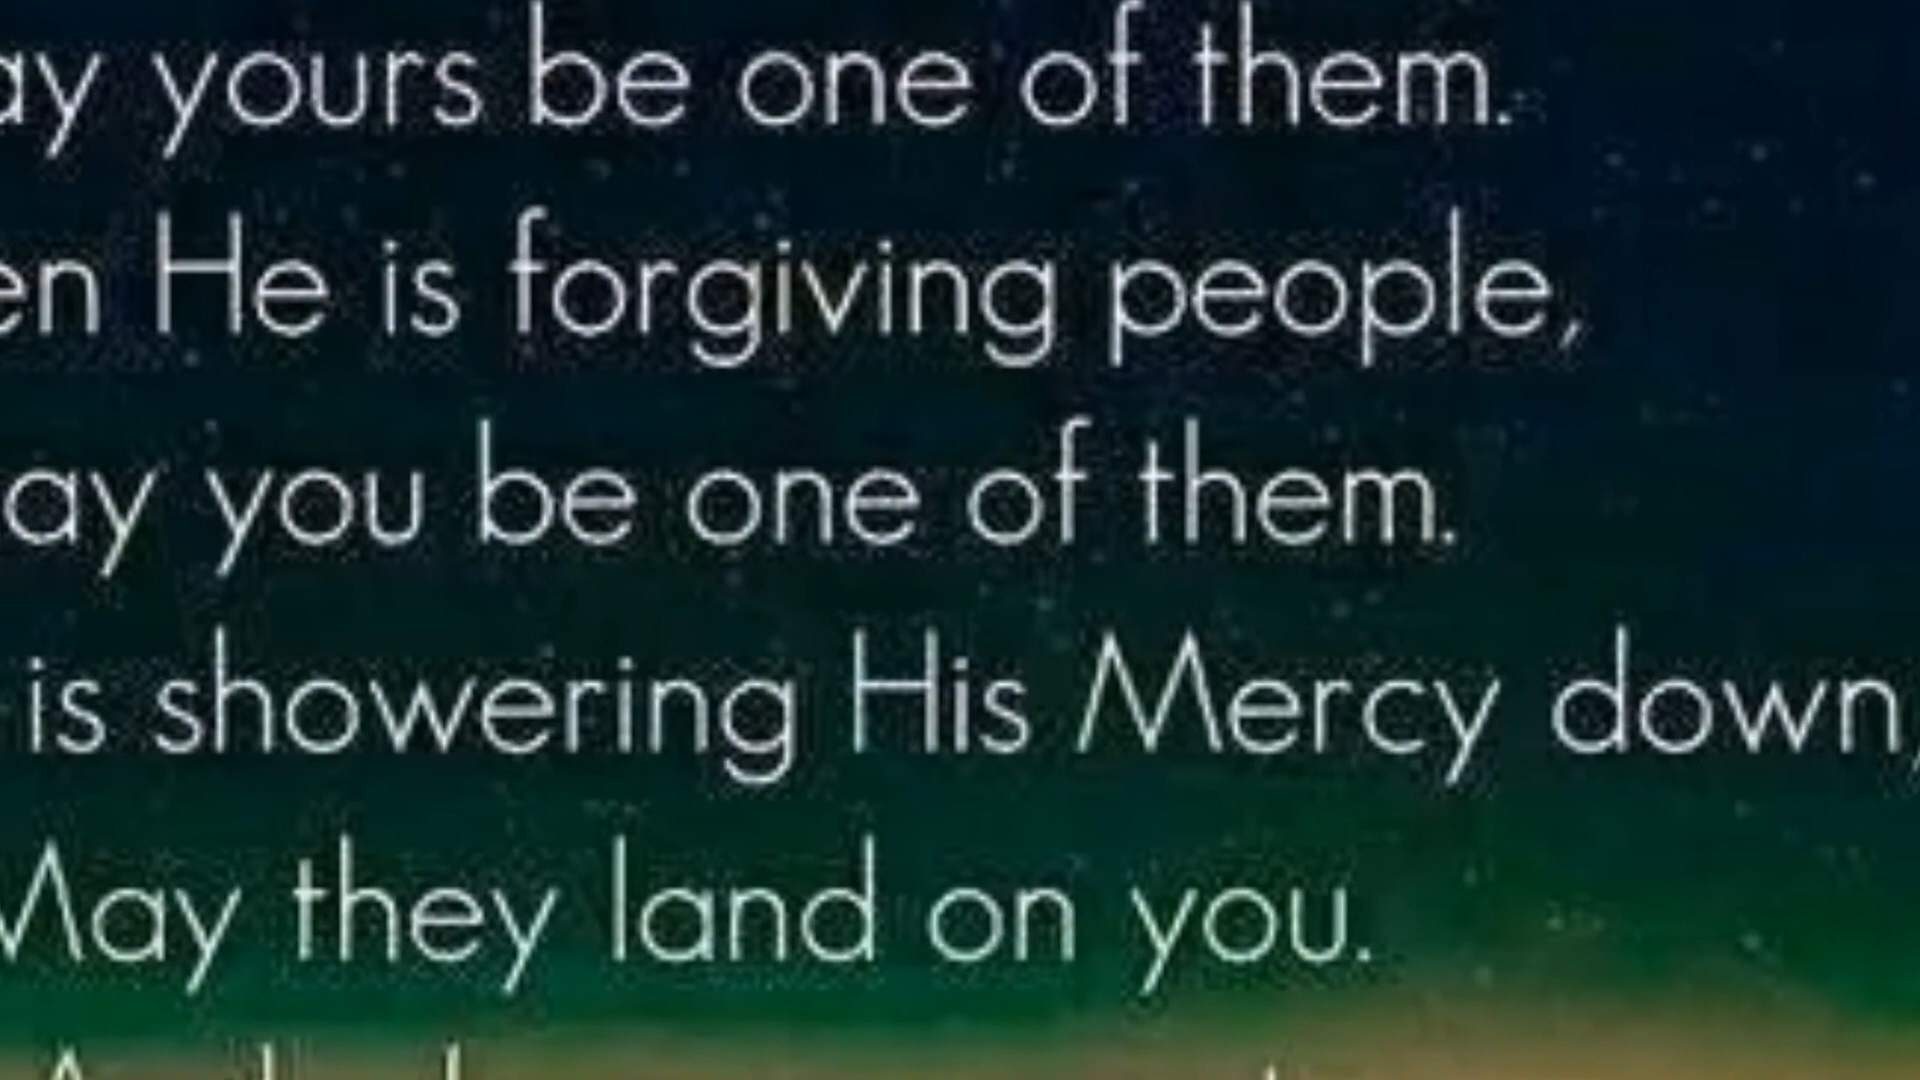 ay yours be one of them.
en He is forgiving people,
ay you be one of them.
is showering His Mercy down,
May they land on you.